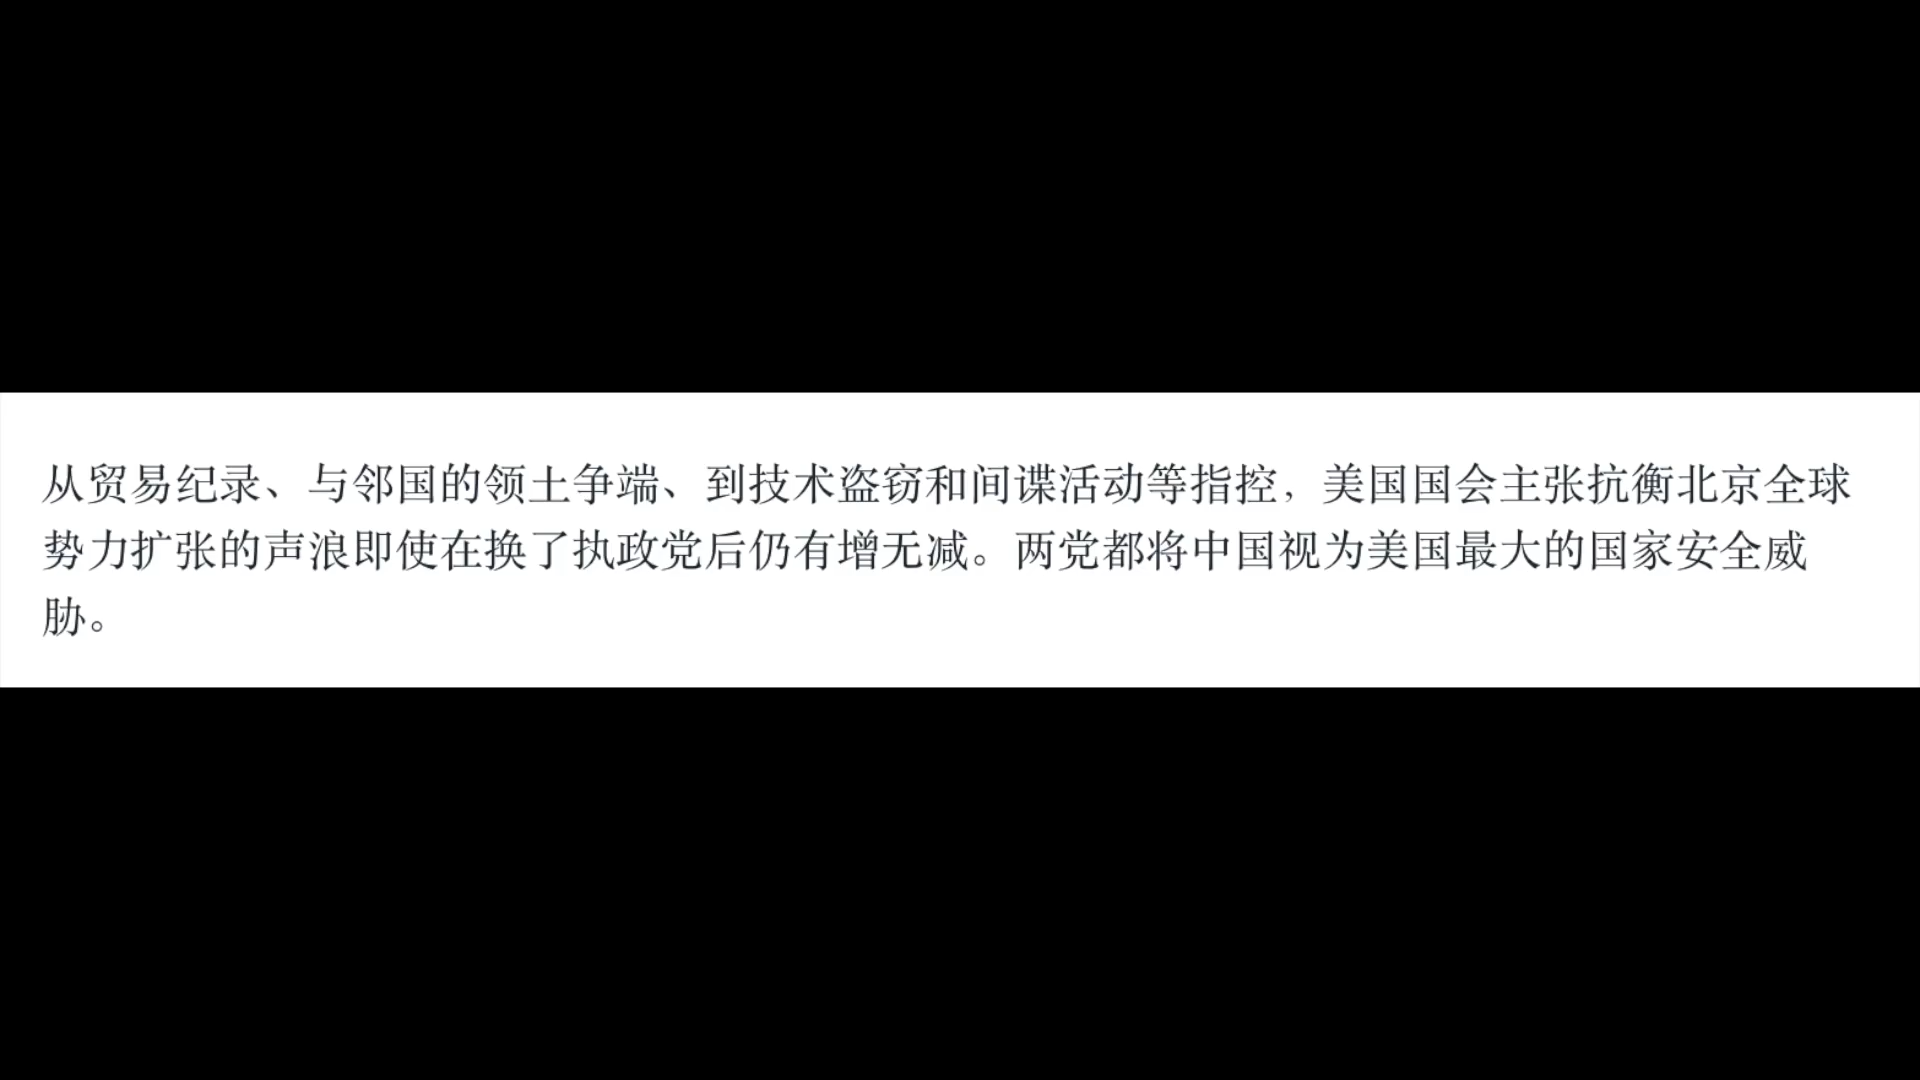 从贸易纪录、与邻国的领土争端、到技术盗窃和间谍活动等指控，美国国会主张抗衡北京全球
势力扩张的声浪即使在换了执政党后仍有增无减。两党都将中国视为美国最大的国家安全威
胁。